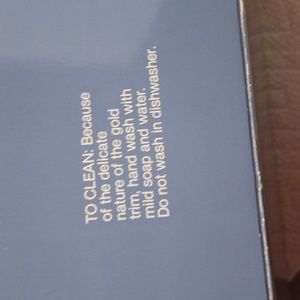 TO CLEAN: Because
of the delicate
nature of the gold
trim, hand wash with
mild soap and water.
Do not wash in dishwasher.